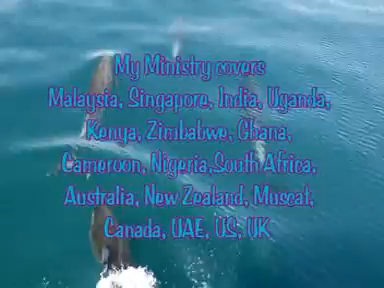 My Ministry covers
Malaysia, Singapore, India, Uganda,
Kenya, Zimbabwe, Ghana,
Cameroon, Nigeria,South Africa,
Australia, New Zealand, Muscat,
Canada, UAE, US, UK